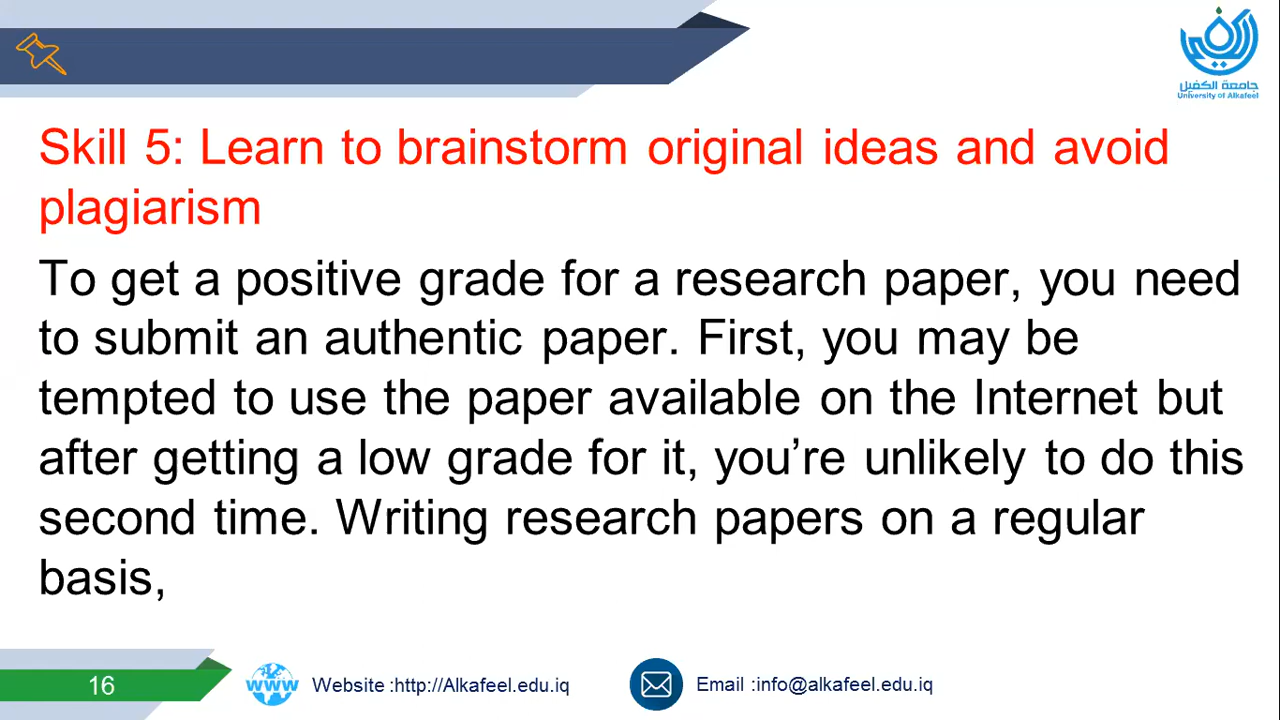 جامعة الكفيل
University of Alkafeel
Skill 5: Learn to brainstorm original ideas and avoid
plagiarism
To get a positive grade for a research paper, you need
to submit an authentic paper. First, you may be
tempted to use the paper available on the Internet but
after getting a low grade for it, you’re unlikely to do this
second time. Writing research papers on a regular
basis,
16
www
Website :http://Alkafeel.edu.iq
Email :info@alkafeel.edu.iq